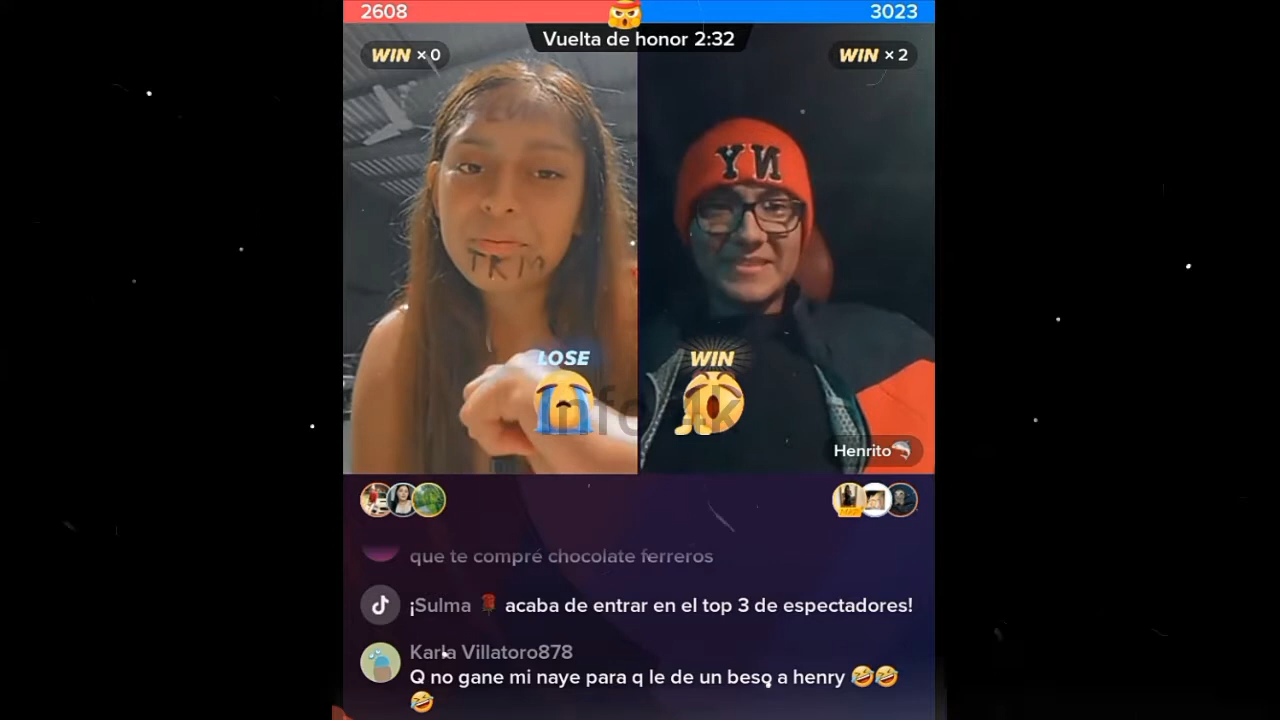 2608
3023
Vuelta de honor 2:32
WIN × 0
WIN × 2
TKM
LOSE
WIN
info
Henrito
que te compré chocolate ferreros
¡Sulma acaba de entrar en el top 3 de espectadores!
Karla Villatoro878
Q no gane mi naye para q le de un beso a henry